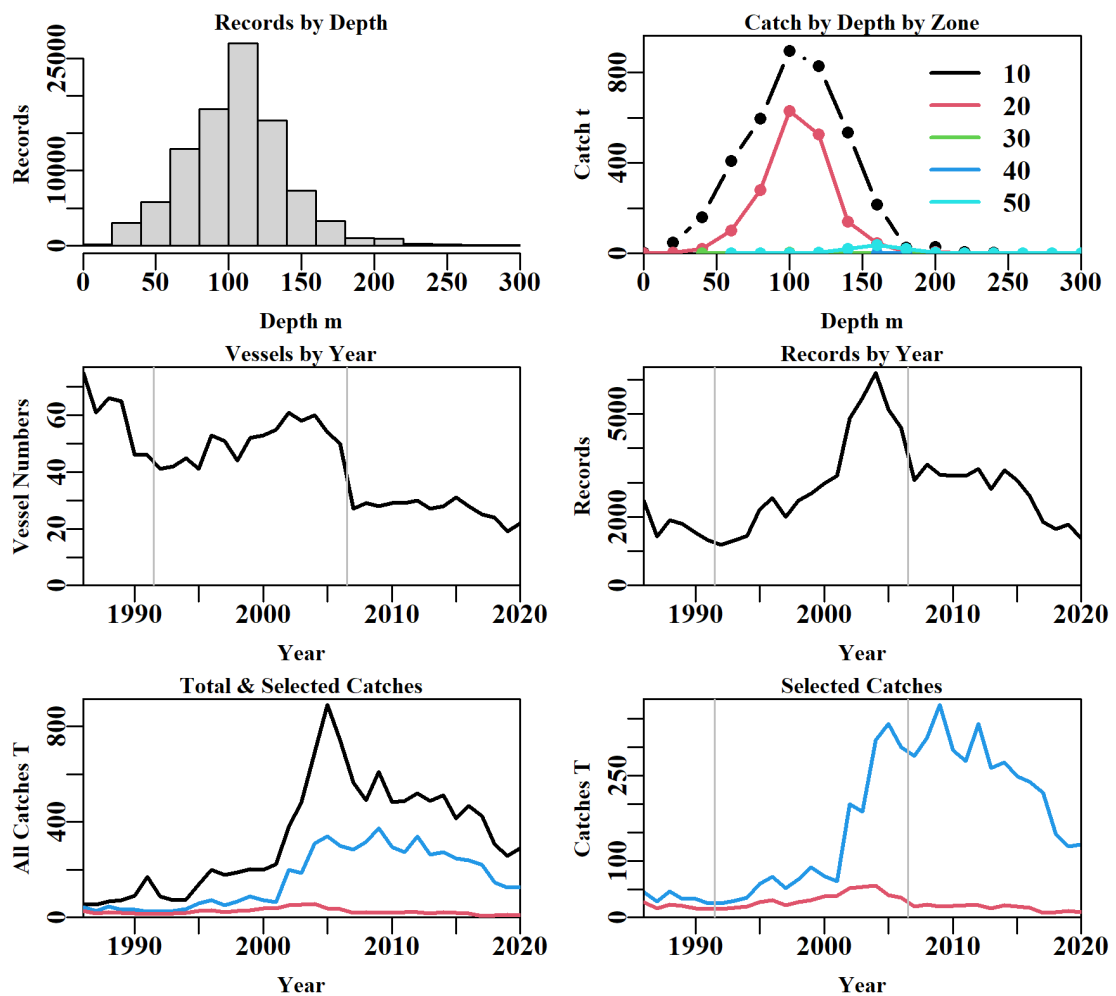 Records by Depth
Records
0
10000
25000
0 50 100 150 200 250 300
Depth m
Catch by Depth by Zone
Catch t
0
400
800
10
20
30
40
50
0 50 100 150 200 250 300
Depth m
Vessels by Year
Vessel Numbers
0
20
40
60
1990 2000 2010 2020
Year
Records by Year
Records
0
2000
5000
1990 2000 2010 2020
Year
Total & Selected Catches
All Catches T
0
400
800
1990 2000 2010 2020
Year
Selected Catches
Catches T
0
100
250
1990 2000 2010 2020
Year